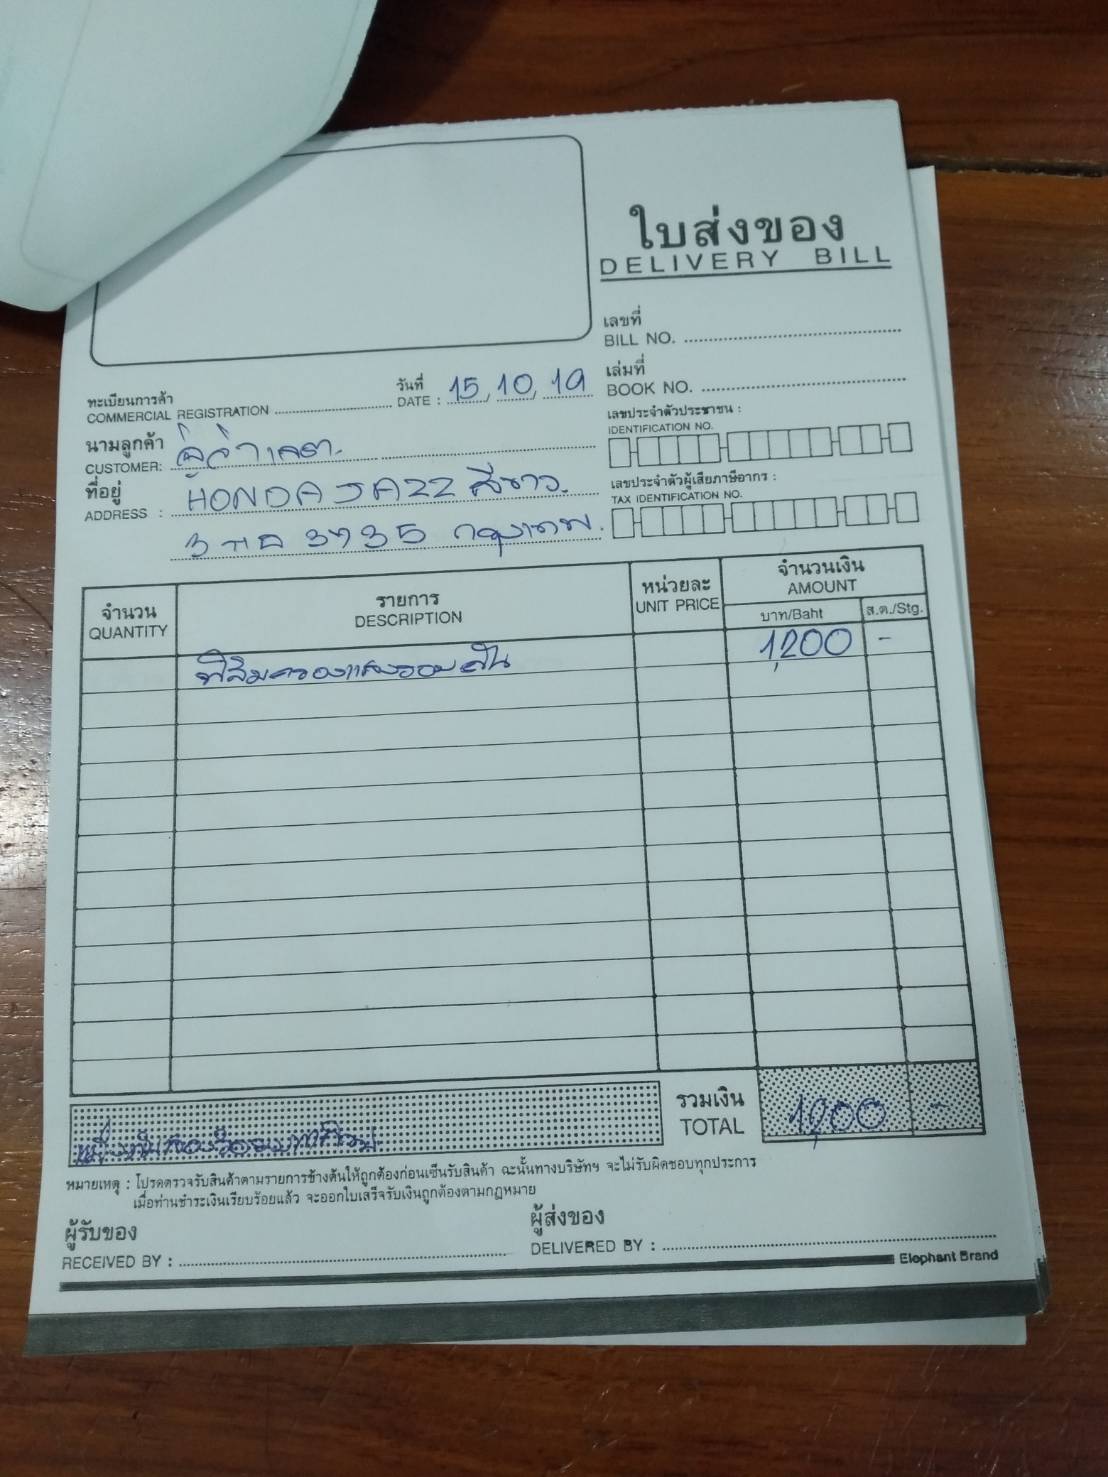 ใบส่งของ
DELIVERY BILL
เลขที่
BILL NO.
เล่มที่
BOOK NO.
ทะเบียนการค้า
COMMERCIAL REGISTRATION
วันที่
DATE : 15, 10, 19
เลขประจำตัวประชาชน :
IDENTIFICATION NO.
นามลูกค้า
CUSTOMER:
เลขประจำตัวผู้เสียภาษีอากร :
TAX IDENTIFICATION NO.
ที่อยู่
ADDRESS : HONDA JAZZ สีขาว.
กรุงเทพ.
จำนวน
QUANTITY
รายการ
DESCRIPTION
หน่วยละ
UNIT PRICE
จำนวนเงิน
AMOUNT
บาท/Baht
ส.ต./Stg.
1,200 -
รวมเงิน
TOTAL
1,200 -
หมายเหตุ : โปรดตรวจรับสินค้าตามรายการข้างต้นให้ถูกต้องก่อนเซ็นรับสินค้า ฉะนั้นทางบริษัทฯ จะไม่รับผิดชอบทุกประการ
เมื่อท่านชำระเงินเรียบร้อยแล้ว จะออกใบเสร็จรับเงินถูกต้องตามกฎหมาย
ผู้รับของ
RECEIVED BY :
ผู้ส่งของ
DELIVERED BY :
Elephant Brand